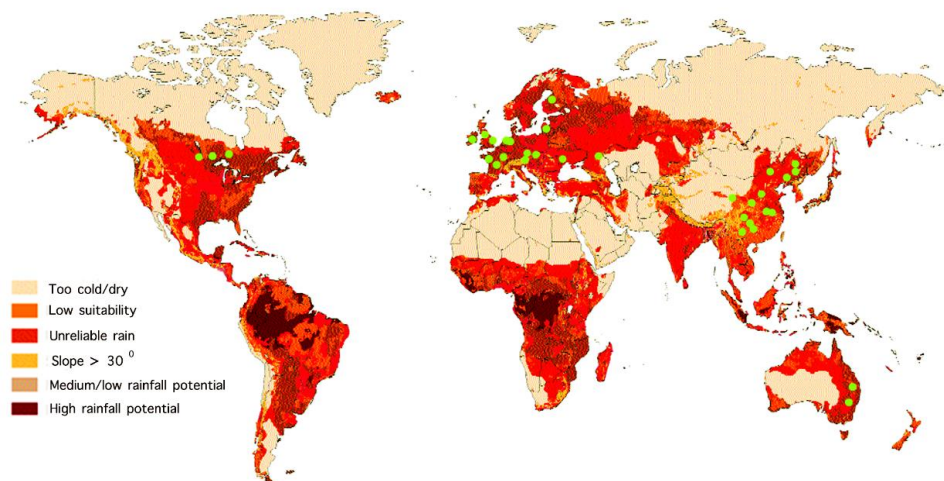 Too cold/dry
Low suitability
Unreliable rain
Slope > 30 ⁰
Medium/low rainfall potential
High rainfall potential